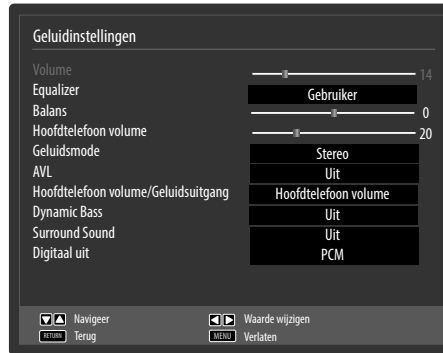 Geluidinstellingen
Volume 14
Equalizer Gebruiker
Balans 0
Hoofdtelefoon volume 20
Geluidsmode Stereo
AVL Uit
Hoofdtelefoon volume/Geluidsuitgang Hoofdtelefoon volume
Dynamic Bass Uit
Surround Sound Uit
Digitaal uit PCM
Navigeer Waarde wijzigen
RETURN Terug MENU Verlaten